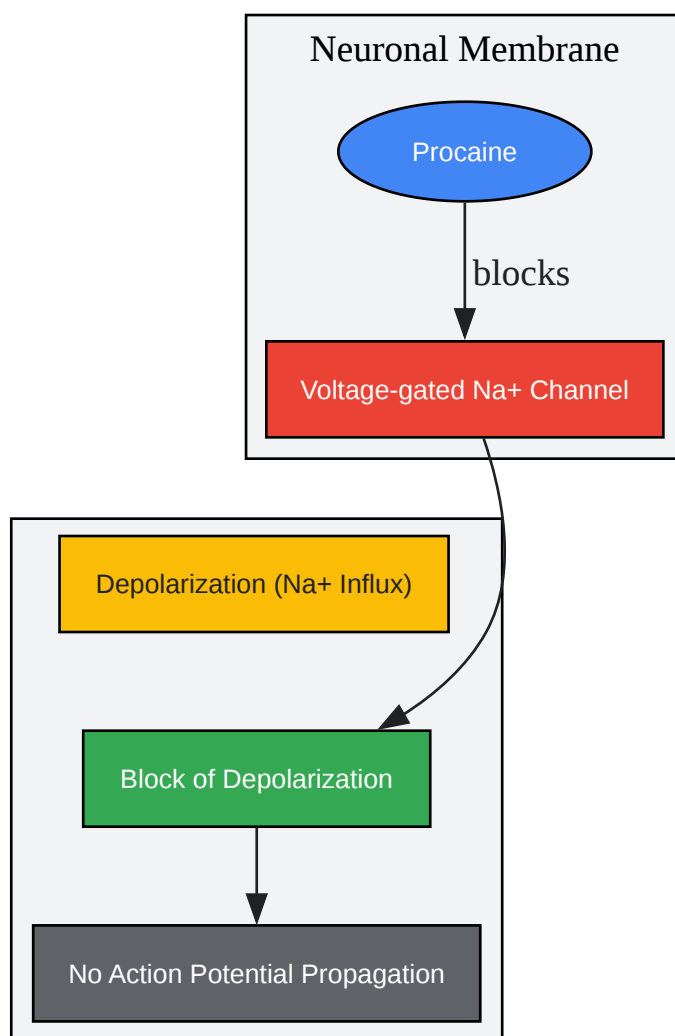 Neuronal Membrane
Procaine
blocks
Voltage-gated Na+ Channel
Depolarization (Na+ Influx)
Block of Depolarization
No Action Potential Propagation